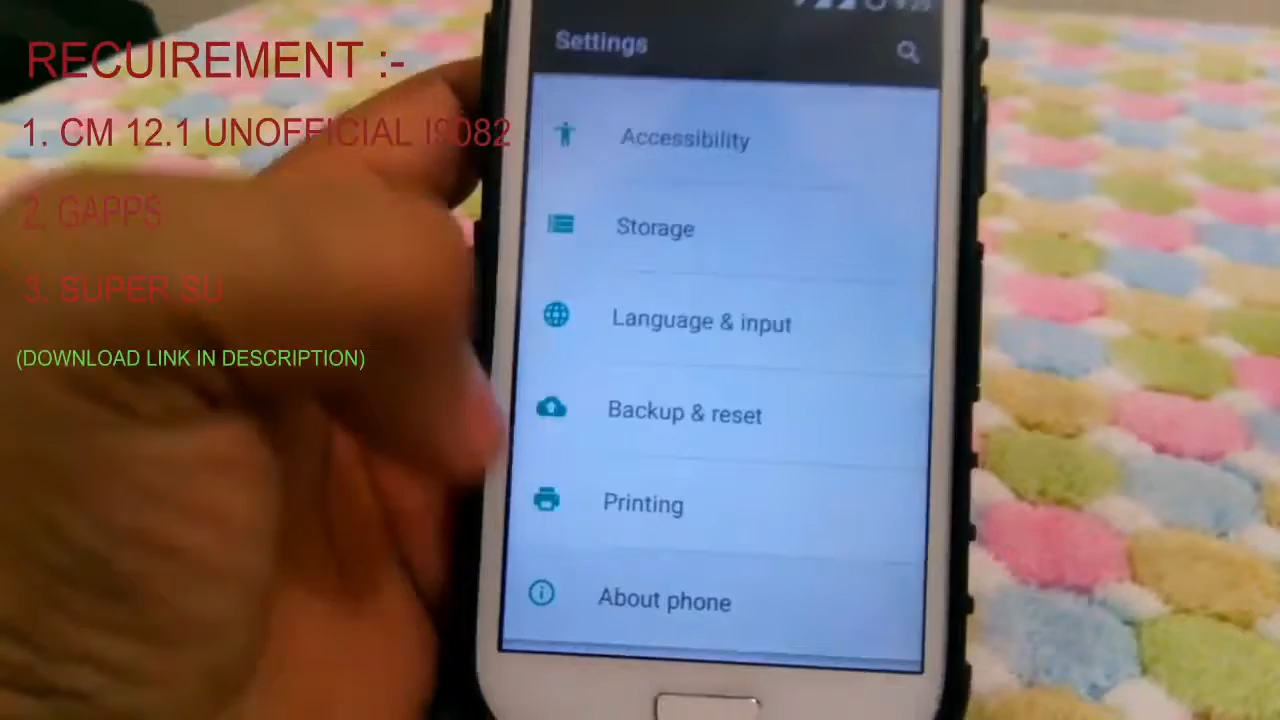 RECUIREMENT :-
1. CM 12.1 UNOFFICIAL I9082
2. GAPPS
3. SUPER SU
(DOWNLOAD LINK IN DESCRIPTION)
Settings
Accessibility
Storage
Language & input
Backup & reset
Printing
About phone